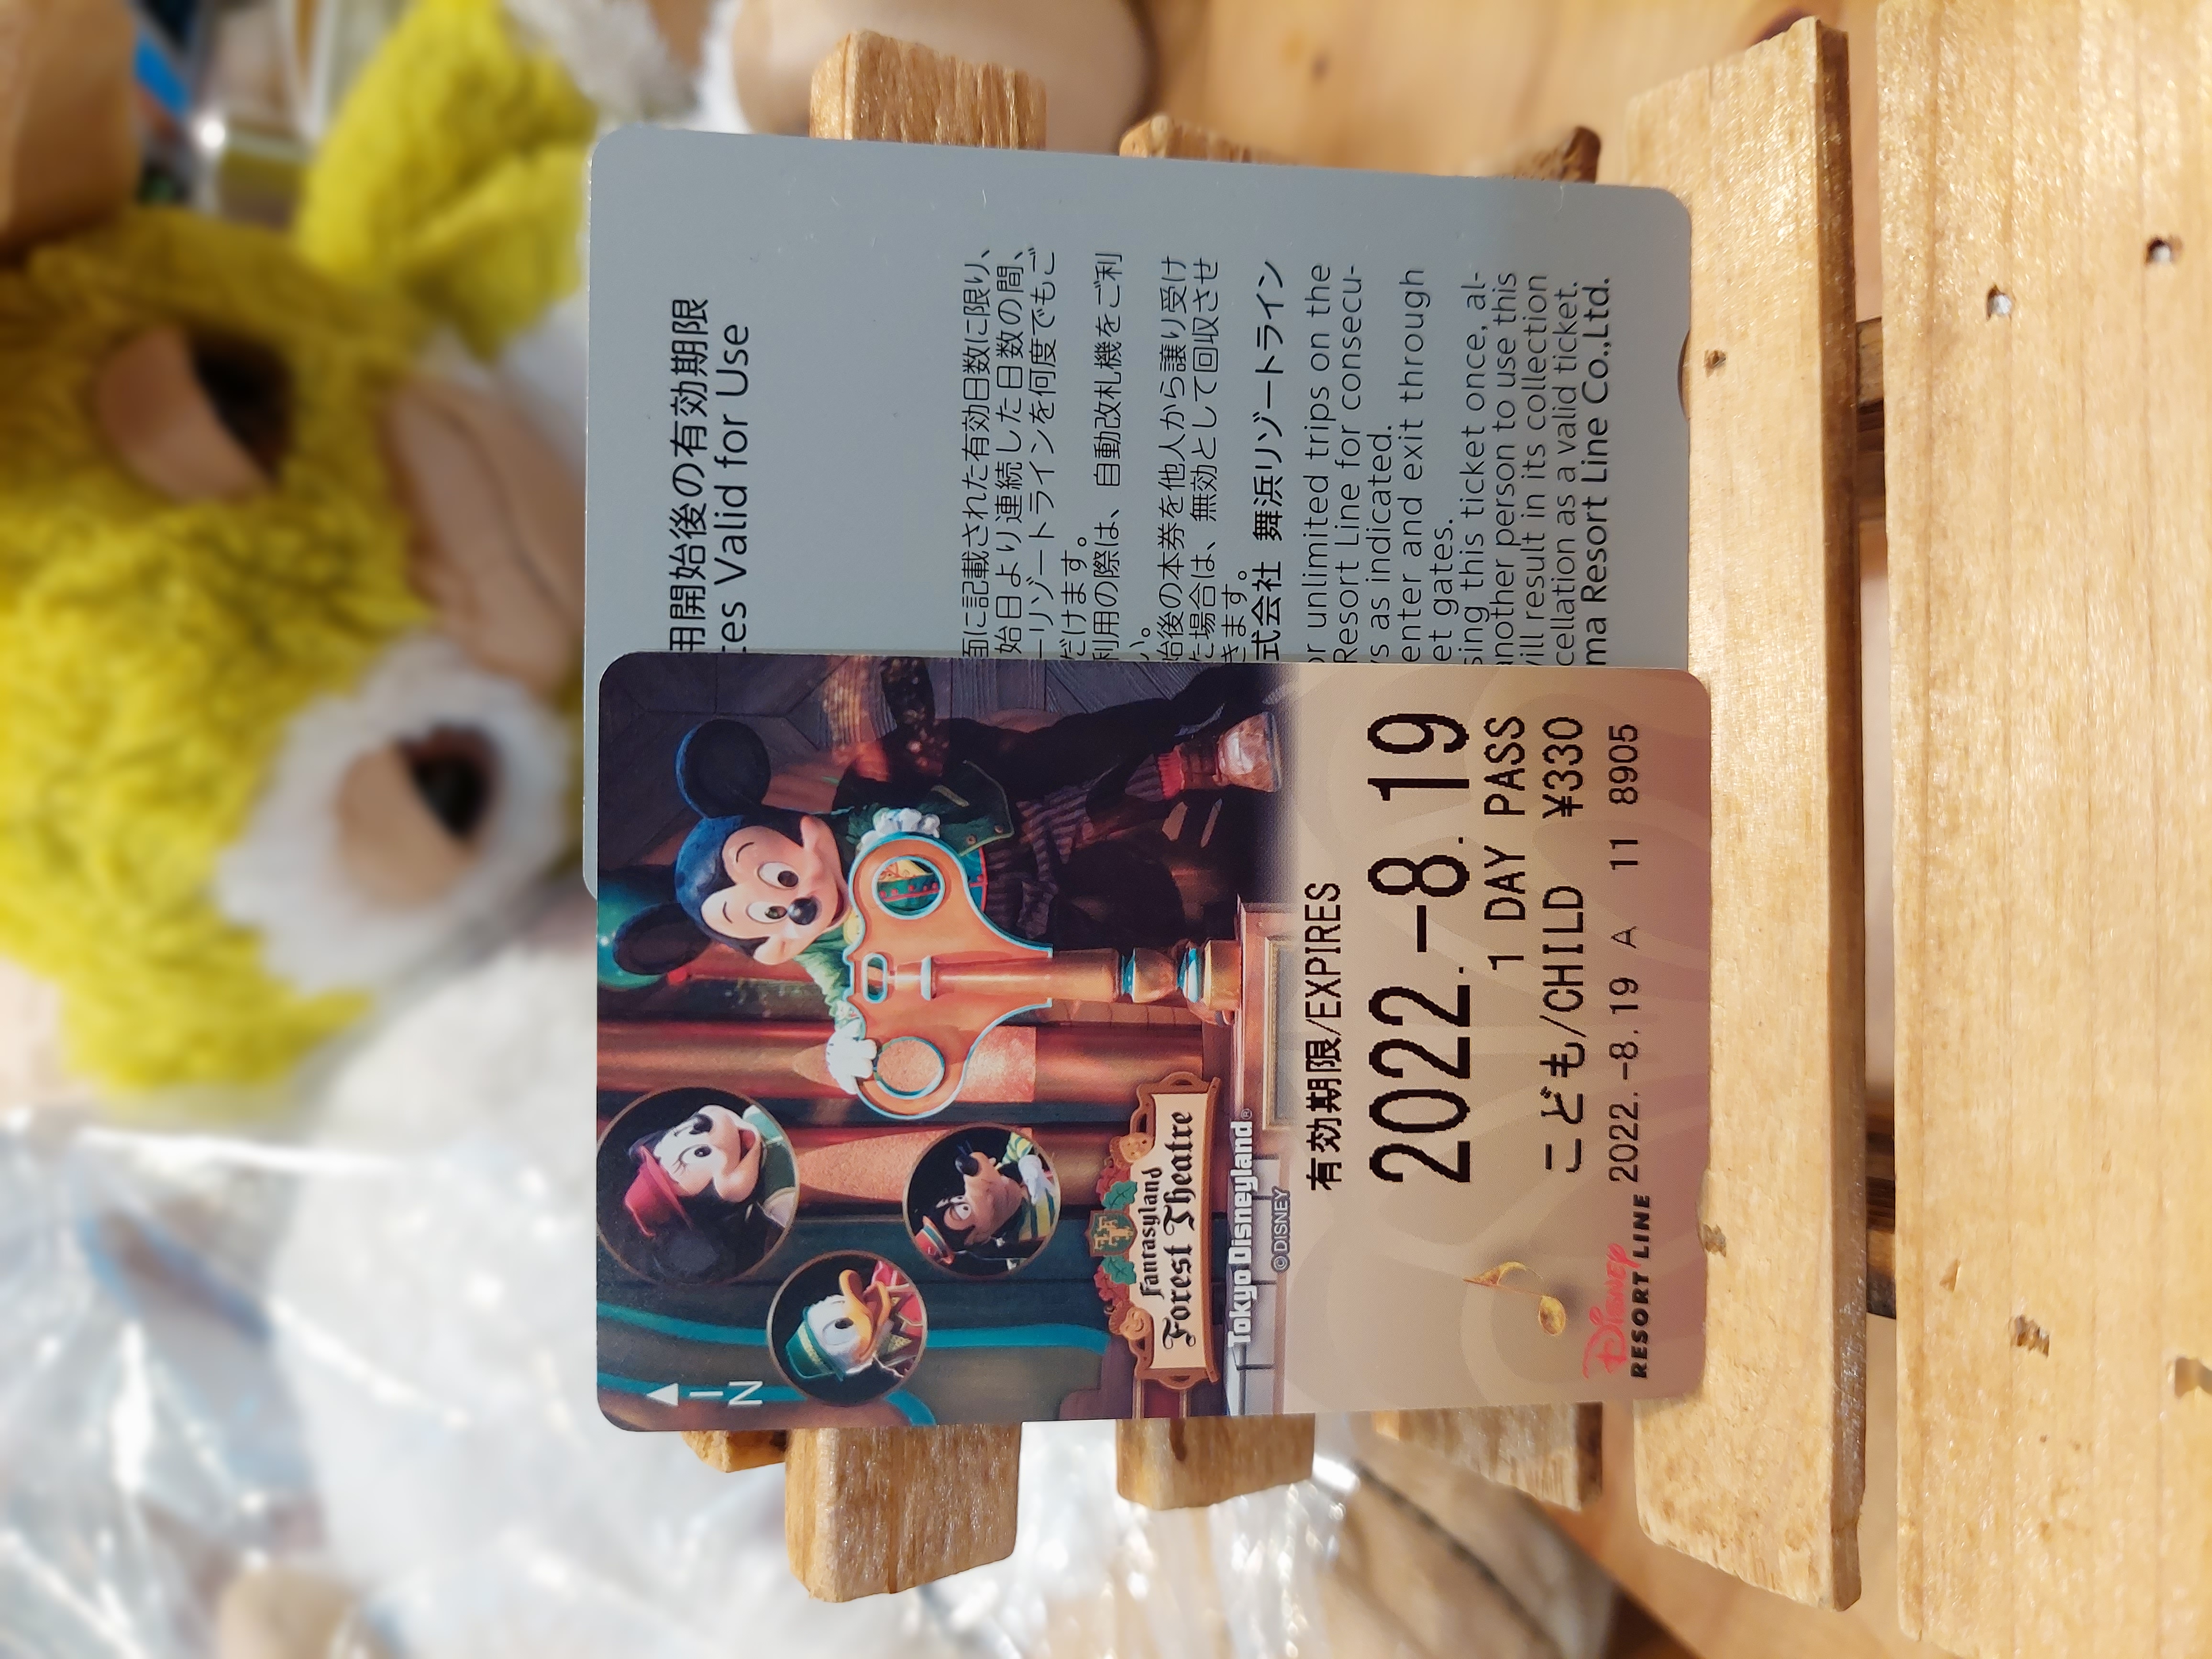 IN
Fantasyland
Forest Theatre
Tokyo Disneyland®
©DISNEY
有効期限/EXPIRES
2022.-8.19
1 DAY PASS
こども/CHILD ¥330
2022.-8.19 A 11 8905
Disney
RESORT LINE
用開始後の有効期限
tes Valid for Use
面に記載された有効日数に限り、
始日より連続した日数の間、
ーリゾートラインを何度でもご
だけます。
利用の際は、自動改札機をご利
い。
始後の本券を他人から譲り受け
た場合は、無効として回収させ
きます。
式会社 舞浜リゾートライン
or unlimited trips on the
Resort Line for consecu-
ys as indicated.
enter and exit through
et gates.
sing this ticket once, al-
another person to use this
will result in its collection
cellation as a valid ticket.
ma Resort Line Co.,Ltd.